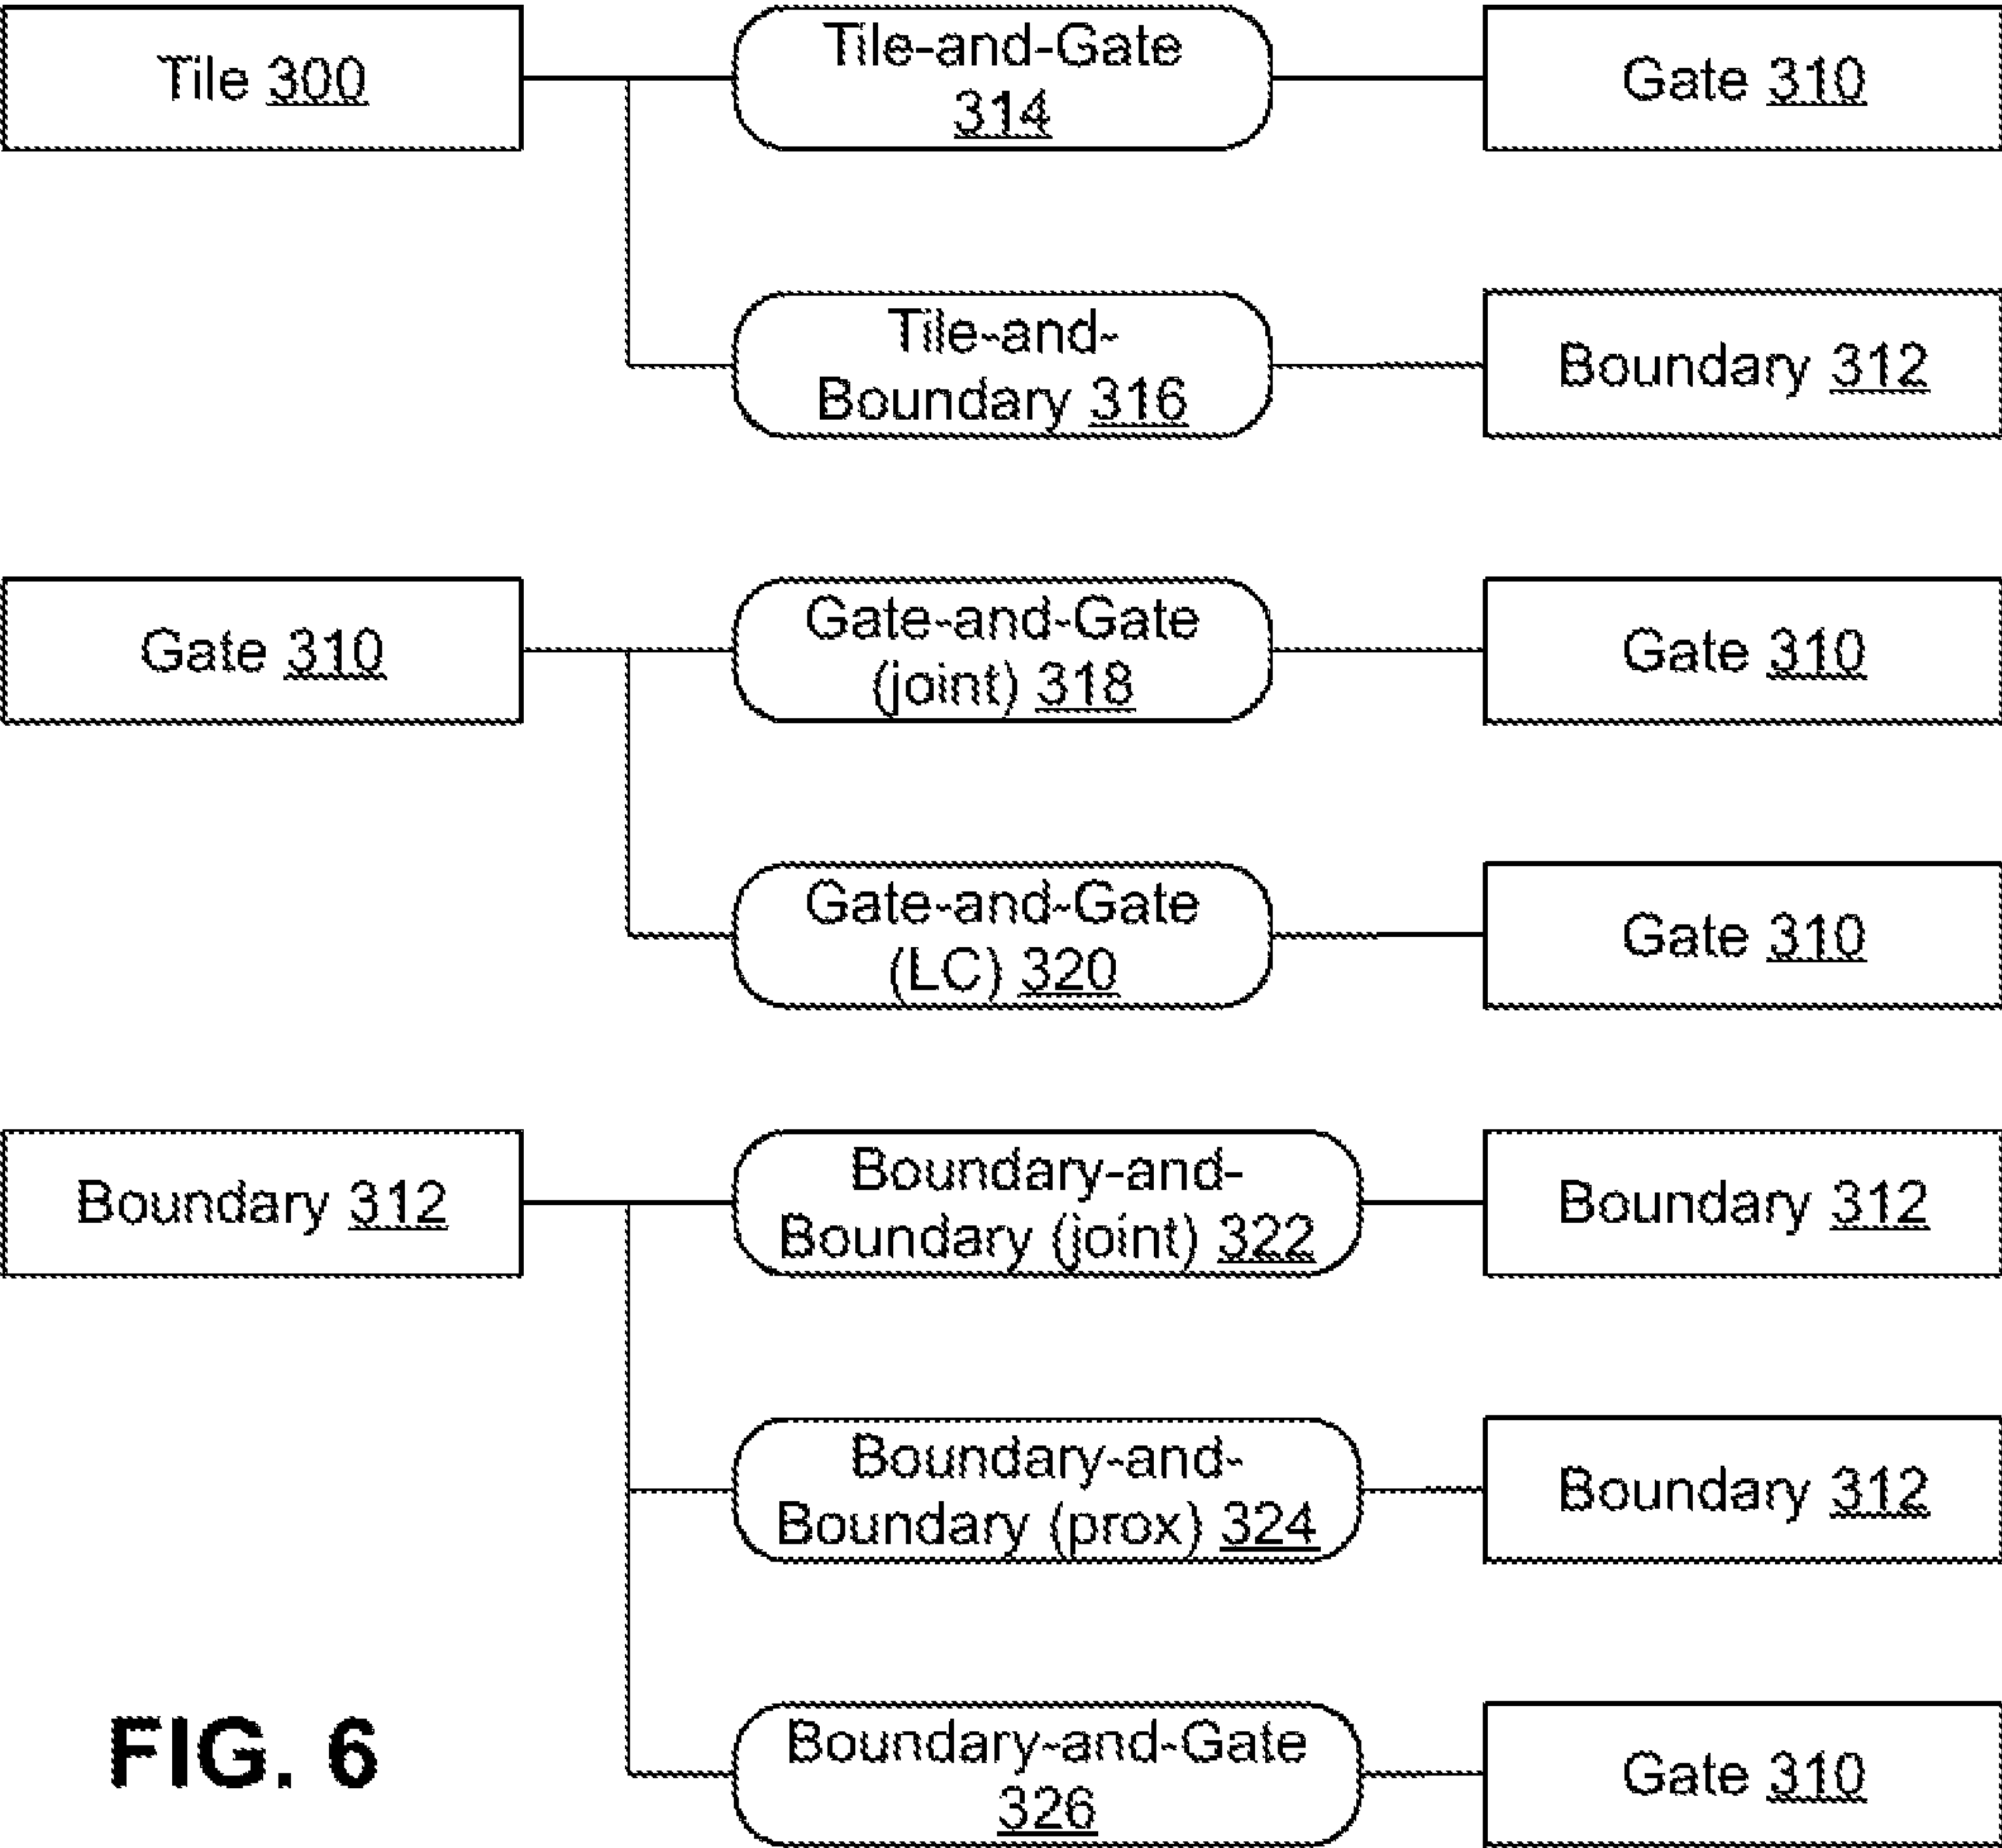 Tile 300
Tile-and-Gate
314
Gate 310
Tile-and-
Boundary 316
Boundary 312
Gate 310
Gate-and-Gate
(joint) 318
Gate 310
Gate-and-Gate
(LC) 320
Gate 310
Boundary 312
Boundary-and-
Boundary (joint) 322
Boundary 312
Boundary-and-
Boundary (prox) 324
Boundary 312
Boundary-and-Gate
326
Gate 310
FIG. 6